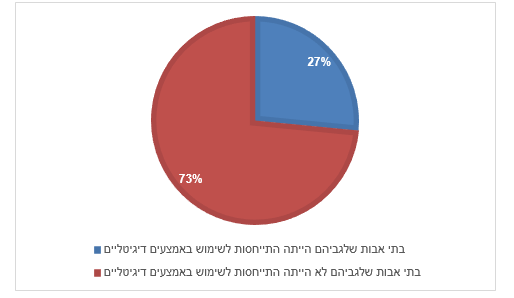 27%
73%
בתי אבות שלגביהם הייתה התייחסות לשימוש באמצעים דיגיטליים
בתי אבות שלגביהם לא הייתה התייחסות לשימוש באמצעים דיגיטליים